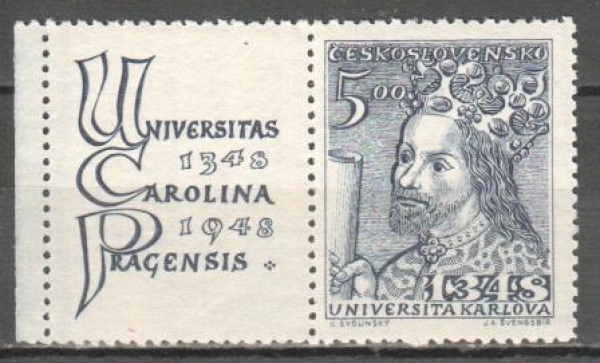 UNIVERSITAS
1348
CAROLINA
1948
PRAGENSIS
ČESKOSLOVENSKO
5.00
1348
UNIVERSITA KARLOVA
K. SVOLINSKÝ
J.A. ŠVENGSBÍR